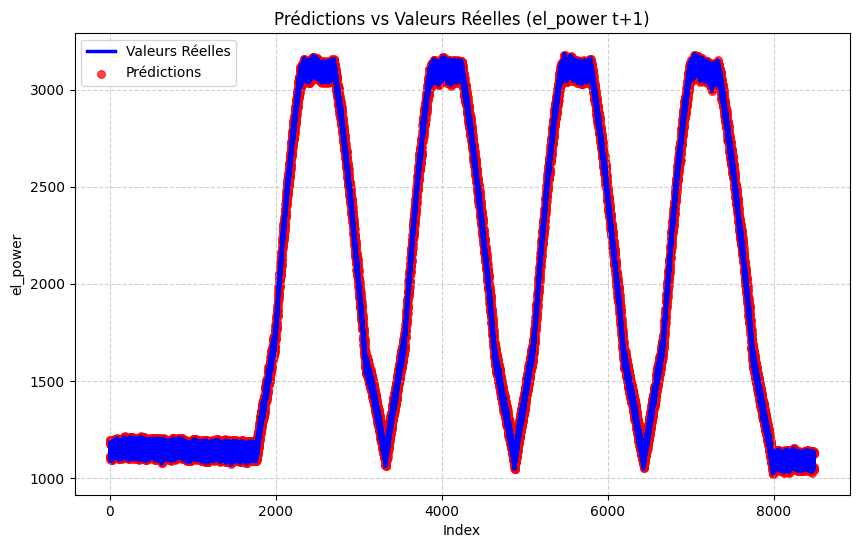 Prédictions vs Valeurs Réelles (el_power t+1)
Valeurs Réelles
Prédictions
3000
2500
2000
1500
1000
el_power
0 2000 4000 6000 8000
Index